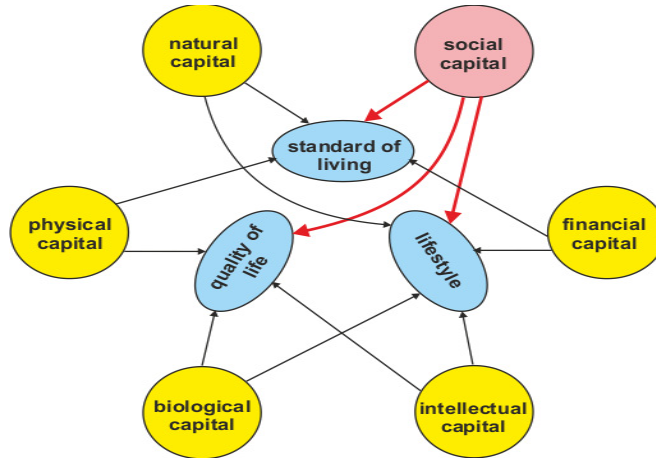 natural
capital
social
capital
standard of
living
physical
capital
quality of
life
lifestyle
financial
capital
biological
capital
intellectual
capital